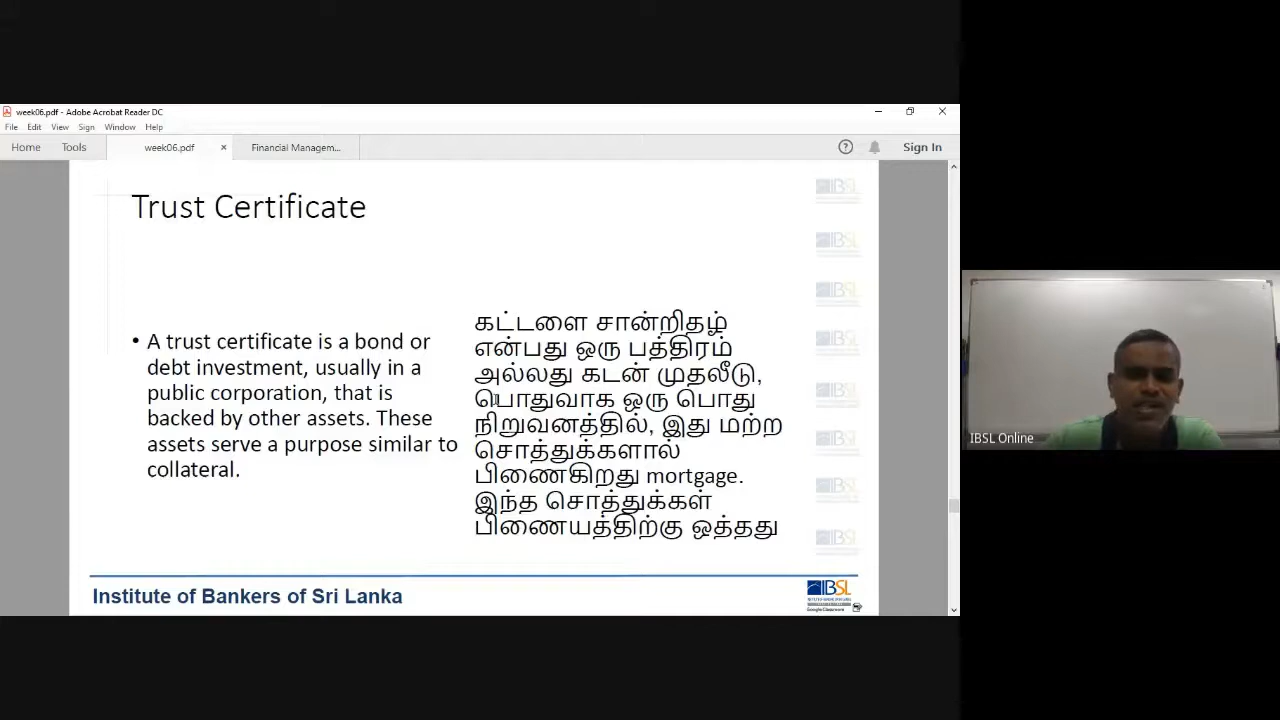 week06.pdf - Adobe Acrobat Reader DC
File Edit View Sign Window Help
Home Tools week06.pdf × Financial Managem... Sign In
Trust Certificate
• A trust certificate is a bond or
debt investment, usually in a
public corporation, that is
backed by other assets. These
assets serve a purpose similar to
collateral.
கட்டளை சான்றிதழ்
என்பது ஒரு பத்திரம்
அல்லது கடன் முதலீடு,
பொதுவாக ஒரு பொது
நிறுவனத்தில், இது மற்ற
சொத்துக்களால்
பிணைகிறது mortgage.
இந்த சொத்துக்கள்
பிணையத்திற்கு ஒத்தது
Institute of Bankers of Sri Lanka
IBSL
Google Classroom
IBSL Online